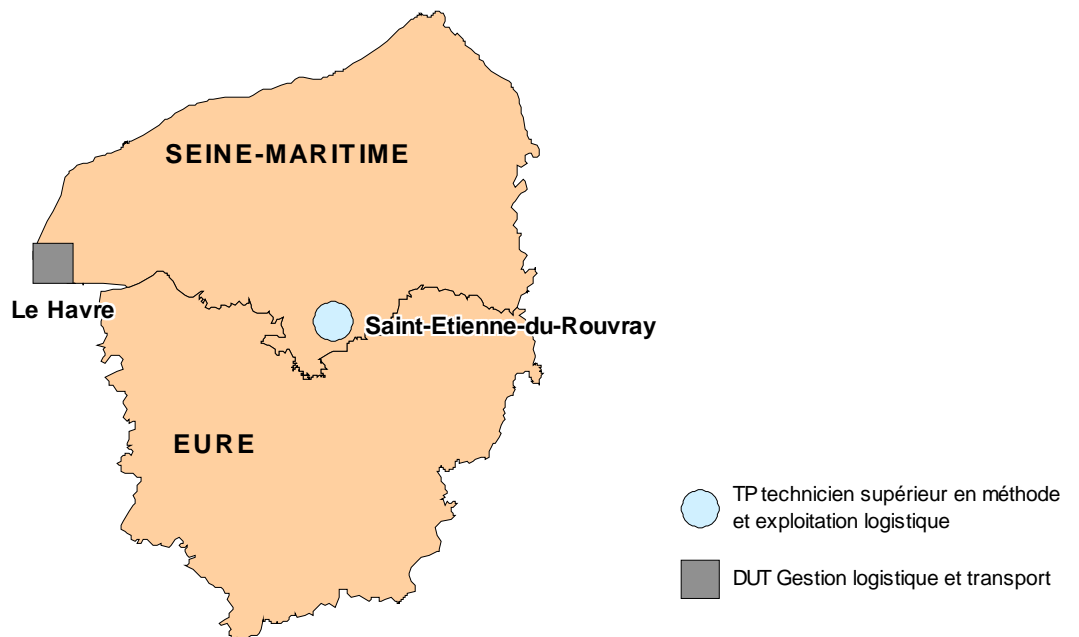 SEINE-MARITIME
Le Havre
Saint-Etienne-du-Rouvray
EURE
TP technicien supérieur en méthode
et exploitation logistique
DUT Gestion logistique et transport